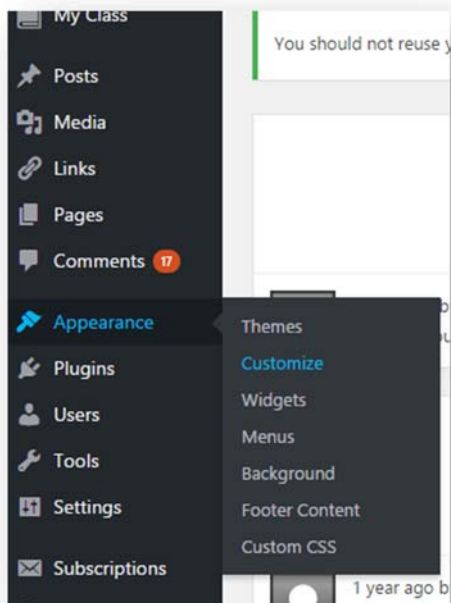 My Class
You should not reuse
Posts
Media
Links
Pages
Comments 17
Appearance
Themes
Customize
Widgets
Menus
Background
Footer Content
Custom CSS
Plugins
Users
Tools
Settings
Subscriptions
1 year ago b